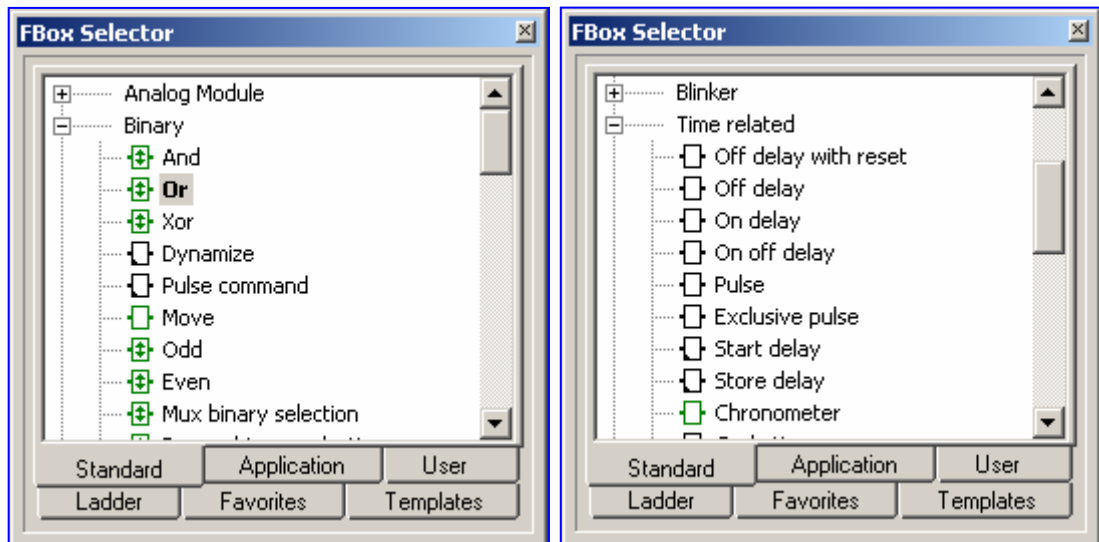 FBox Selector
Analog Module
Binary
And
Or
Xor
Dynamize
Pulse command
Move
Odd
Even
Mux binary selection
Standard Application User
Ladder Favorites Templates
FBox Selector
Blinker
Time related
Off delay with reset
Off delay
On delay
On off delay
Pulse
Exclusive pulse
Start delay
Store delay
Chronometer
Standard Application User
Ladder Favorites Templates